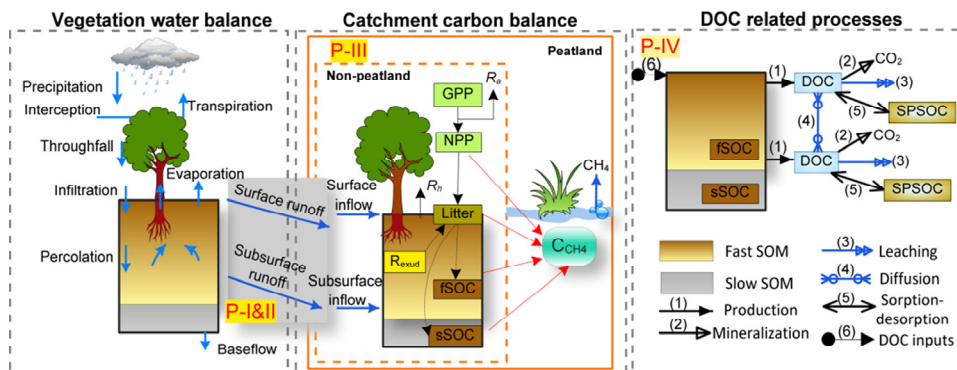 Vegetation water balance
Precipitation
Interception
Transpiration
Throughfall
Infiltration
Evaporation
Percolation
Baseflow
Surface runoff
Subsurface
runoff
P-I&II
Catchment carbon balance
P-III
Peatland
Non-peatland
GPP
Ra
NPP
Rh
CH4
Surface
inflow
Litter
CCH4
Rexud
Subsurface
inflow
fSOC
sSOC
DOC related processes
P-IV
(6)
(1)
DOC
(2)
CO2
(3)
(5)
SPSOC
(4)
fSOC
(1)
DOC
(2)
CO2
(3)
(5)
SPSOC
sSOC
Fast SOM
Slow SOM
(1)
Production
(2)
Mineralization
(3)
Leaching
(4)
Diffusion
(5)
Sorption-
desorption
(6)
DOC inputs